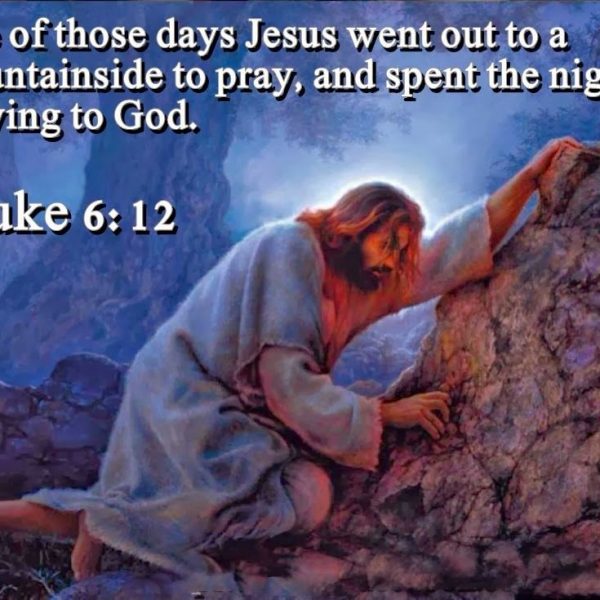 e of those days Jesus went out to a
untainside to pray, and spent the nig
ying to God.
uke 6:12